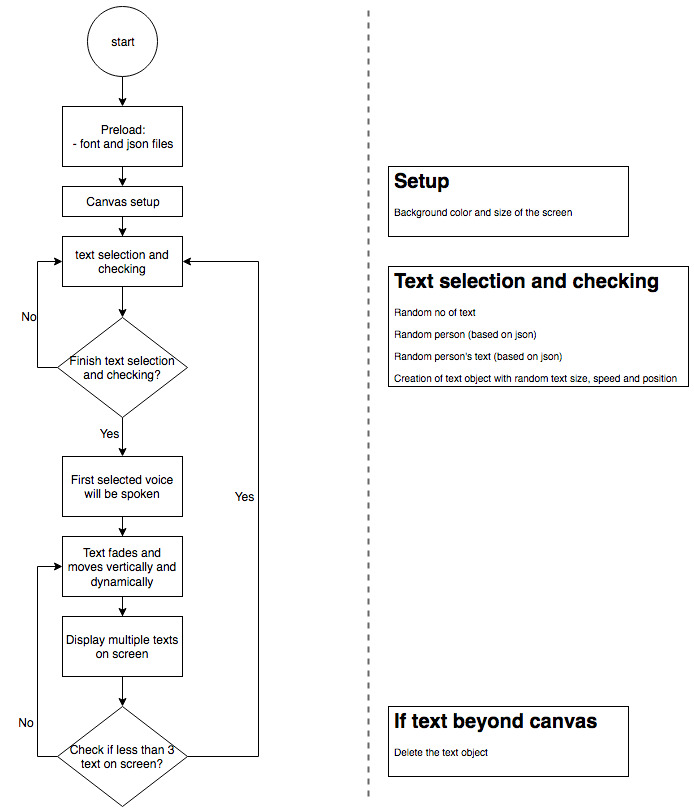 start
Preload:
- font and json files
Canvas setup
text selection and
checking
No
Finish text selection
and checking?
Yes
First selected voice
will be spoken
Yes
Text fades and
moves vertically and
dynamically
Display multiple texts
on screen
No
Check if less than 3
text on screen?
Setup
Background color and size of the screen
Text selection and checking
Random no of text
Random person (based on json)
Random person's text (based on json)
Creation of text object with random text size, speed and position
If text beyond canvas
Delete the text object